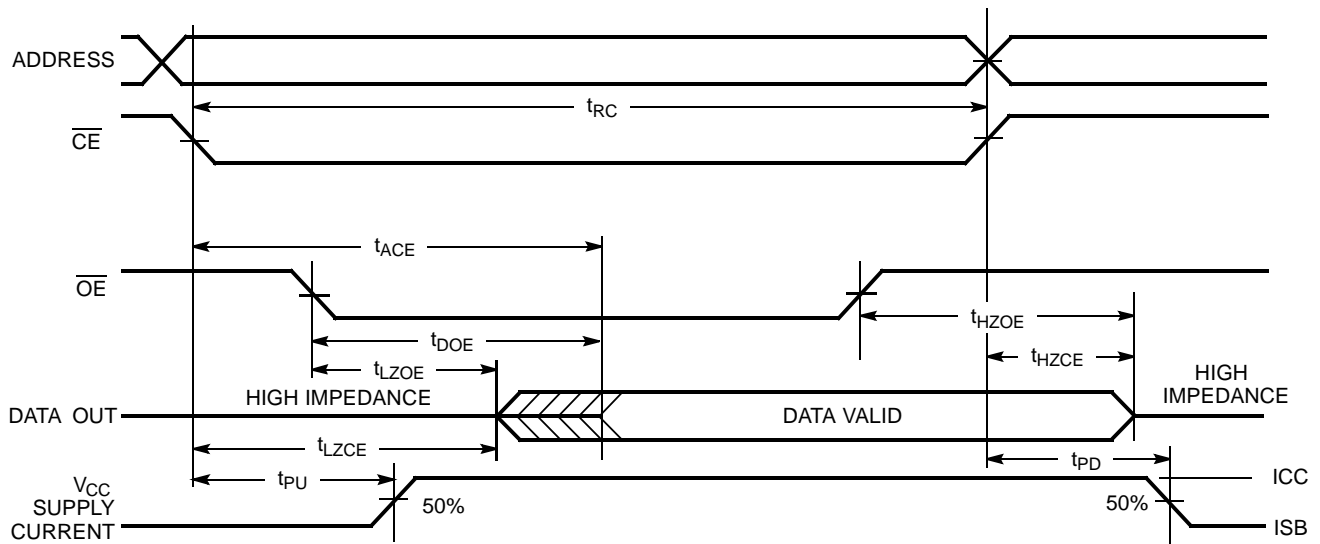 ADDRESS
tRC
CE
tACE
OE
tHZOE
tDOE
tHZCE
tLZOE
HIGH IMPEDANCE
HIGH
IMPEDANCE
DATA OUT
DATA VALID
tLZCE
tPD
tPU
VCC
SUPPLY
CURRENT
50%
50%
ICC
ISB